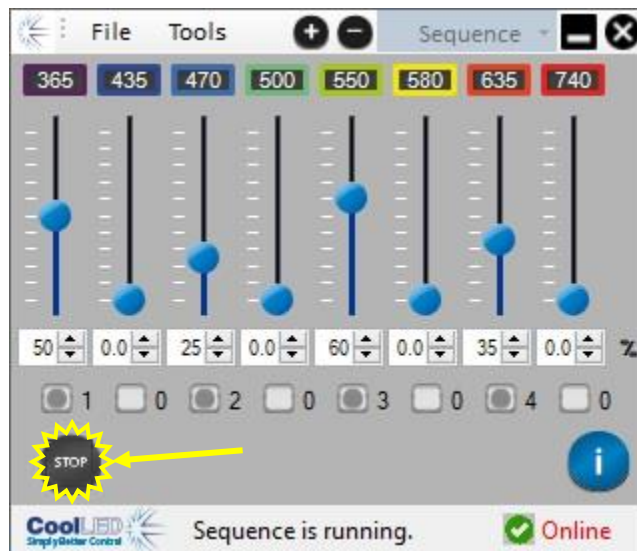 File Tools Sequence
365 435 470 500 550 580 635 740
50 0.0 25 0.0 60 0.0 35 0.0 %
1 0 2 0 3 0 4 0
STOP i
CoolLED Sequence is running. Online
Simply Better Control